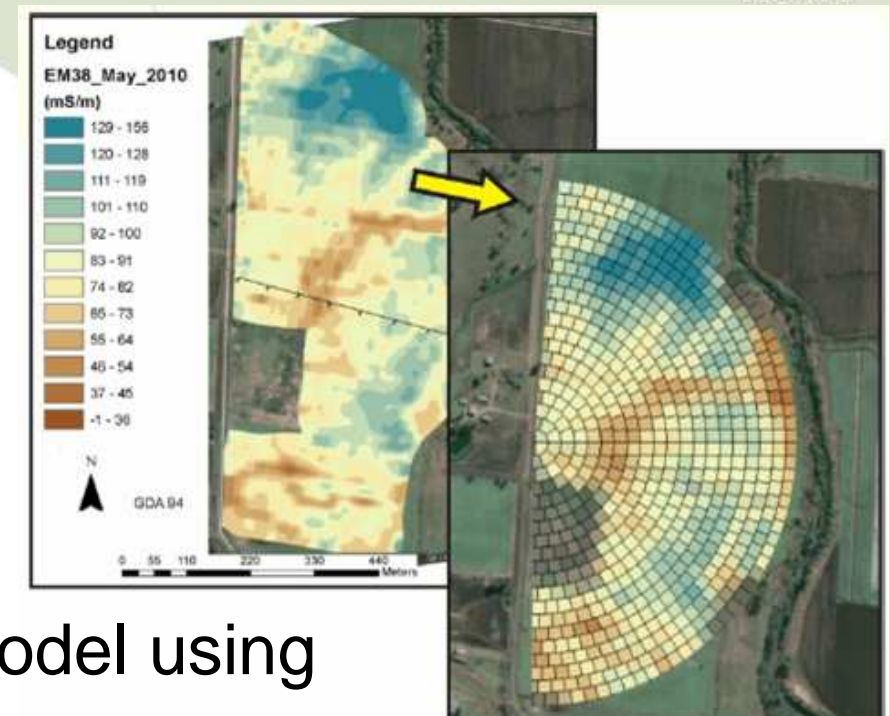 Legend
EM38_May_2010
(mS/m)
129 - 156
120 - 128
111 - 119
101 - 110
92 - 100
83 - 91
74 - 82
65 - 73
55 - 64
46 - 54
37 - 45
-1 - 36
N
GDA 94
0 55 110 220 330 440
Meters
odel using